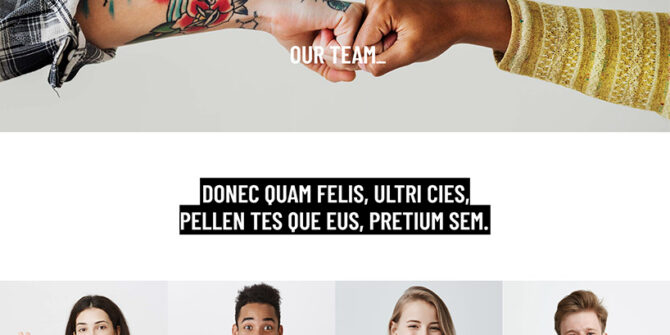 OUR TEAM_
DONEC QUAM FELIS, ULTRI CIES,
PELLEN TES QUE EUS, PRETIUM SEM.